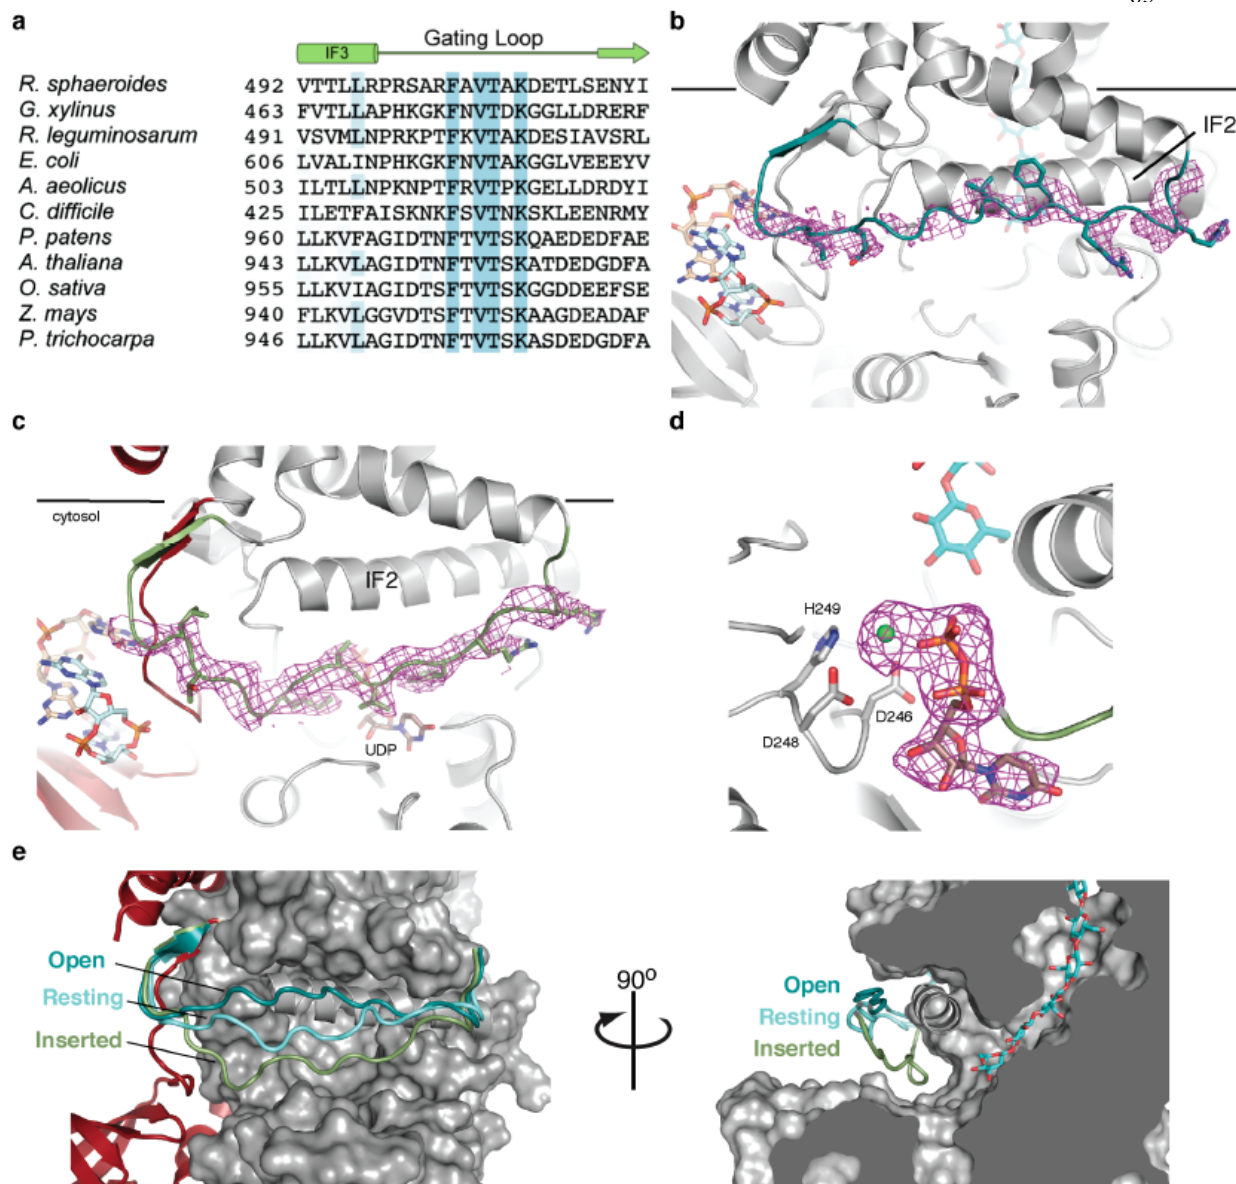 a
IF3
Gating Loop
R. sphaeroides 492 VTTLLRPRSARFAVTAKDETLSENYI
G. xylinus 463 FVTLLAPHKGKFNVTDKGGLLDRERF
R. leguminosarum 491 VSVMLNPRKPTFKVTAKDESIAVSRL
E. coli 606 LVALINPHKGKFNVTAKGGLVEEEYV
A. aeolicus 503 ILTLLNPKNPTFRVTPKGELLDRDYI
C. difficile 425 ILETFAISKNKFSVTNKSKLEENRMY
P. patens 960 LLKVFAGIDTNFTVTSKQAEDEDFAE
A. thaliana 943 LLKVLAGIDTNFTVTSKATDEDGDFA
O. sativa 955 LLKVIAGIDTSFTVTSKGGDDEEFSE
Z. mays 940 FLKVLGGVDTSFTVTSKAAGDEADAF
P. trichocarpa 946 LLKVLAGIDTNFTVTSKASDEDGDFA
b
IF2
c
cytosol
IF2
UDP
d
H249
D246
D248
e
Open
Resting
Inserted
90°
Open
Resting
Inserted